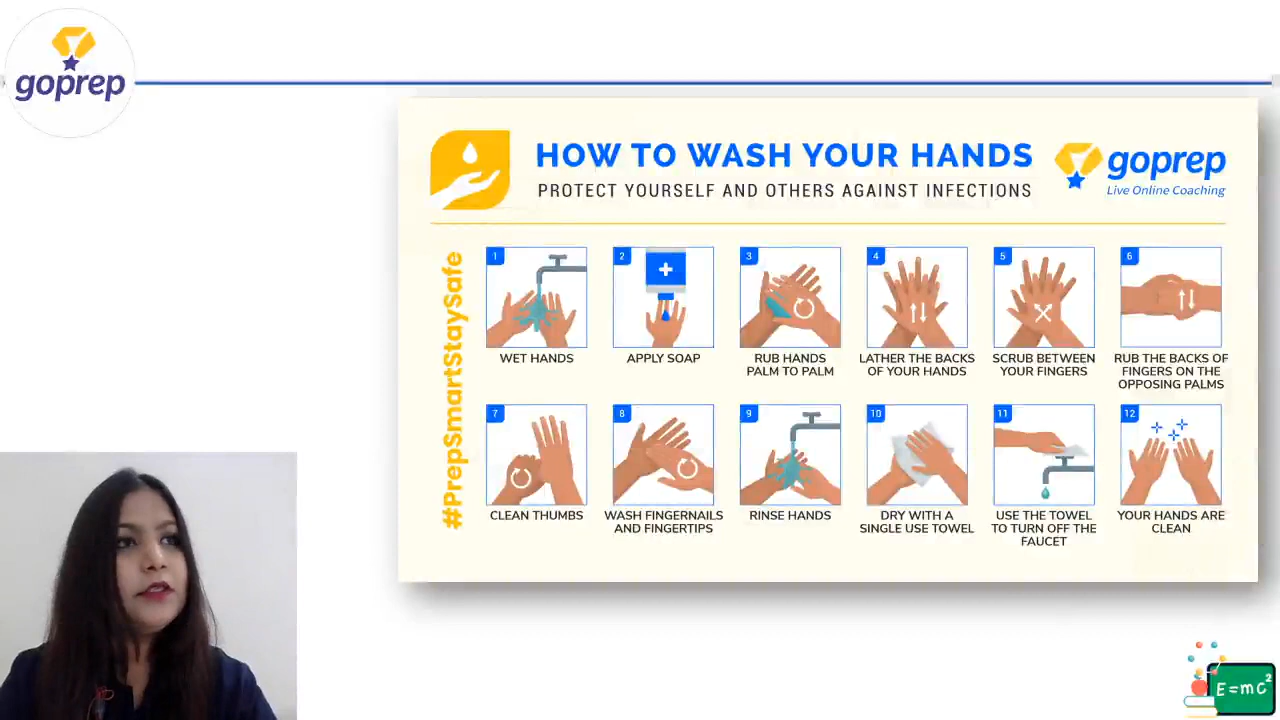 goprep
HOW TO WASH YOUR HANDS
PROTECT YOURSELF AND OTHERS AGAINST INFECTIONS
goprep
Live Online Coaching
#PrepSmartStaySafe
1
WET HANDS
2
APPLY SOAP
3
RUB HANDS
PALM TO PALM
4
LATHER THE BACKS
OF YOUR HANDS
5
SCRUB BETWEEN
YOUR FINGERS
6
RUB THE BACKS OF
FINGERS ON THE
OPPOSING PALMS
7
CLEAN THUMBS
8
WASH FINGERNAILS
AND FINGERTIPS
9
RINSE HANDS
10
DRY WITH A
SINGLE USE TOWEL
11
USE THE TOWEL
TO TURN OFF THE
FAUCET
12
YOUR HANDS ARE
CLEAN
E=mc²